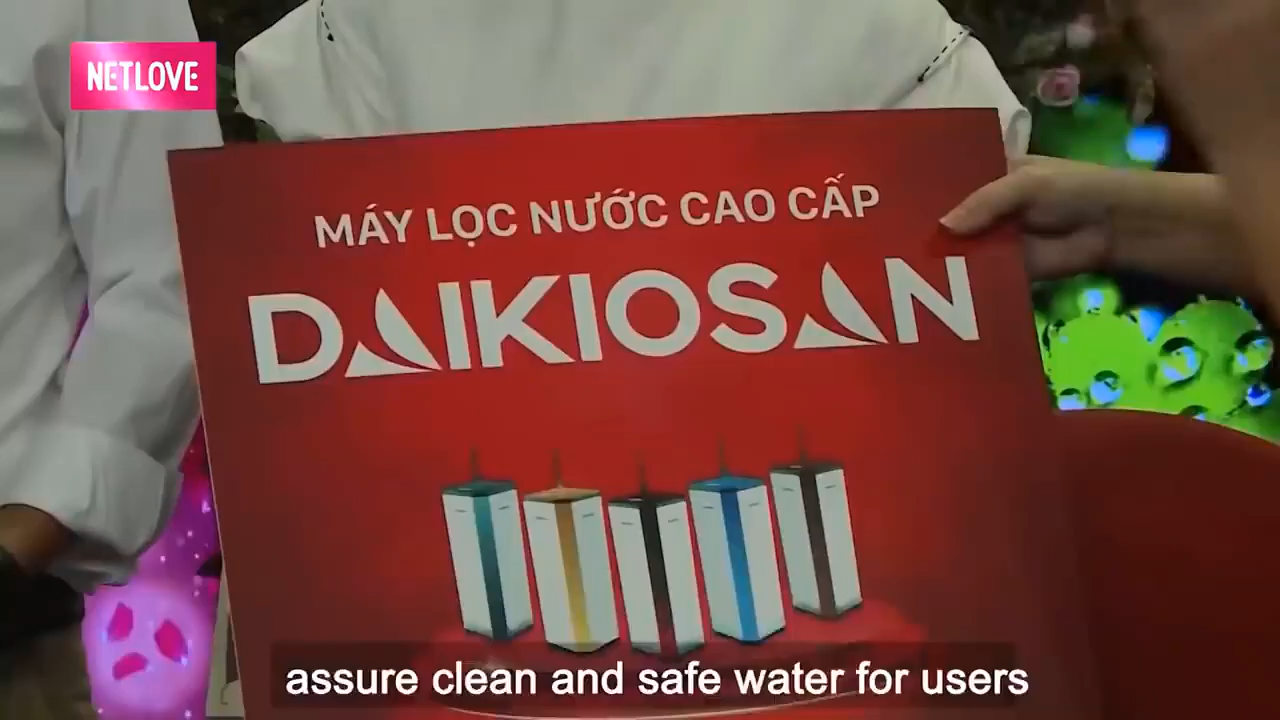 NETLOVE
MÁY LỌC NƯỚC CAO CẤP
DAIKIOSAN
assure clean and safe water for users